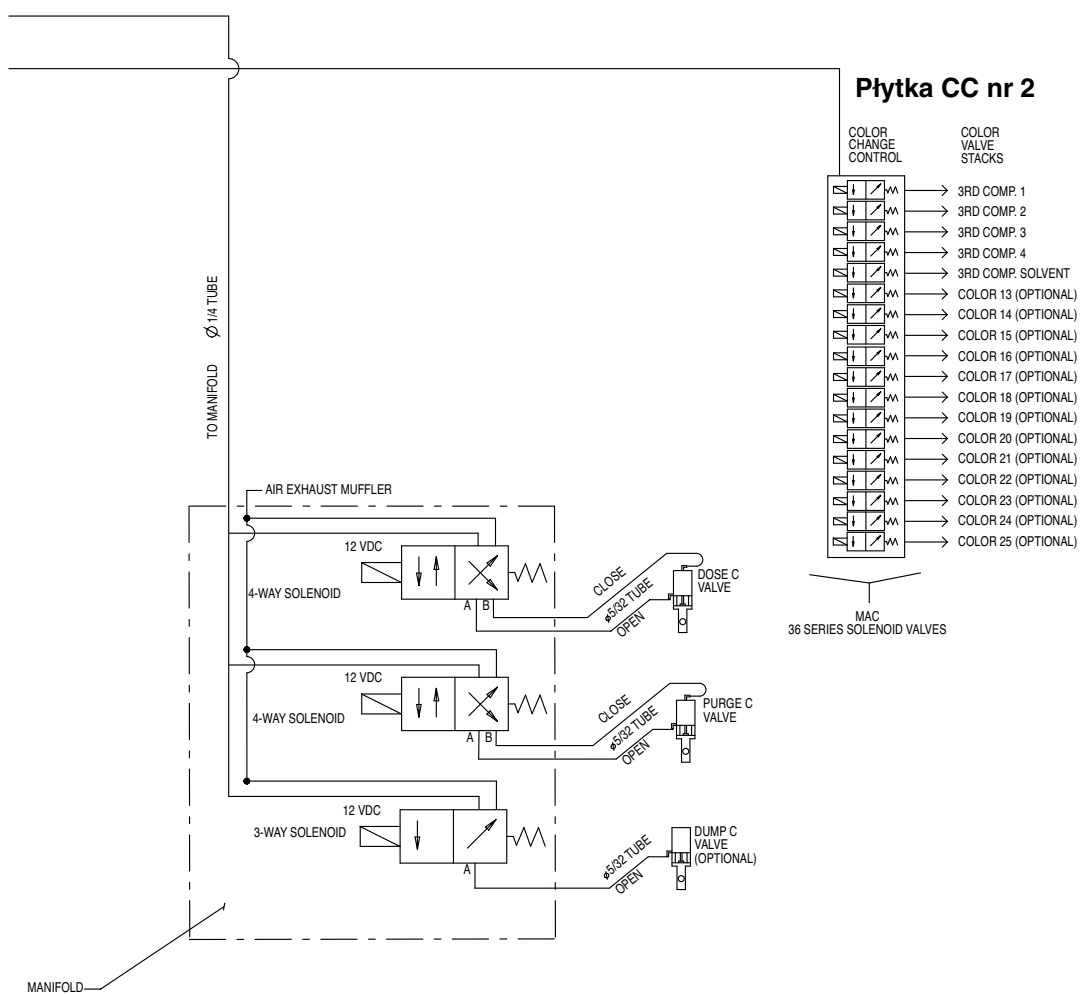 Płytka CC nr 2
COLOR
CHANGE
CONTROL
COLOR
VALVE
STACKS
3RD COMP. 1
3RD COMP. 2
3RD COMP. 3
3RD COMP. 4
3RD COMP. SOLVENT
COLOR 13 (OPTIONAL)
COLOR 14 (OPTIONAL)
COLOR 15 (OPTIONAL)
COLOR 16 (OPTIONAL)
COLOR 17 (OPTIONAL)
COLOR 18 (OPTIONAL)
COLOR 19 (OPTIONAL)
COLOR 20 (OPTIONAL)
COLOR 21 (OPTIONAL)
COLOR 22 (OPTIONAL)
COLOR 23 (OPTIONAL)
COLOR 24 (OPTIONAL)
COLOR 25 (OPTIONAL)
MAC
36 SERIES SOLENOID VALVES
TO MANIFOLD Ø 1/4 TUBE
AIR EXHAUST MUFFLER
12 VDC
4-WAY SOLENOID
A B
CLOSE
ø5/32 TUBE
OPEN
DOSE C
VALVE
12 VDC
4-WAY SOLENOID
A B
CLOSE
ø5/32 TUBE
OPEN
PURGE C
VALVE
12 VDC
3-WAY SOLENOID
A
ø5/32 TUBE
OPEN
DUMP C
VALVE
(OPTIONAL)
MANIFOLD